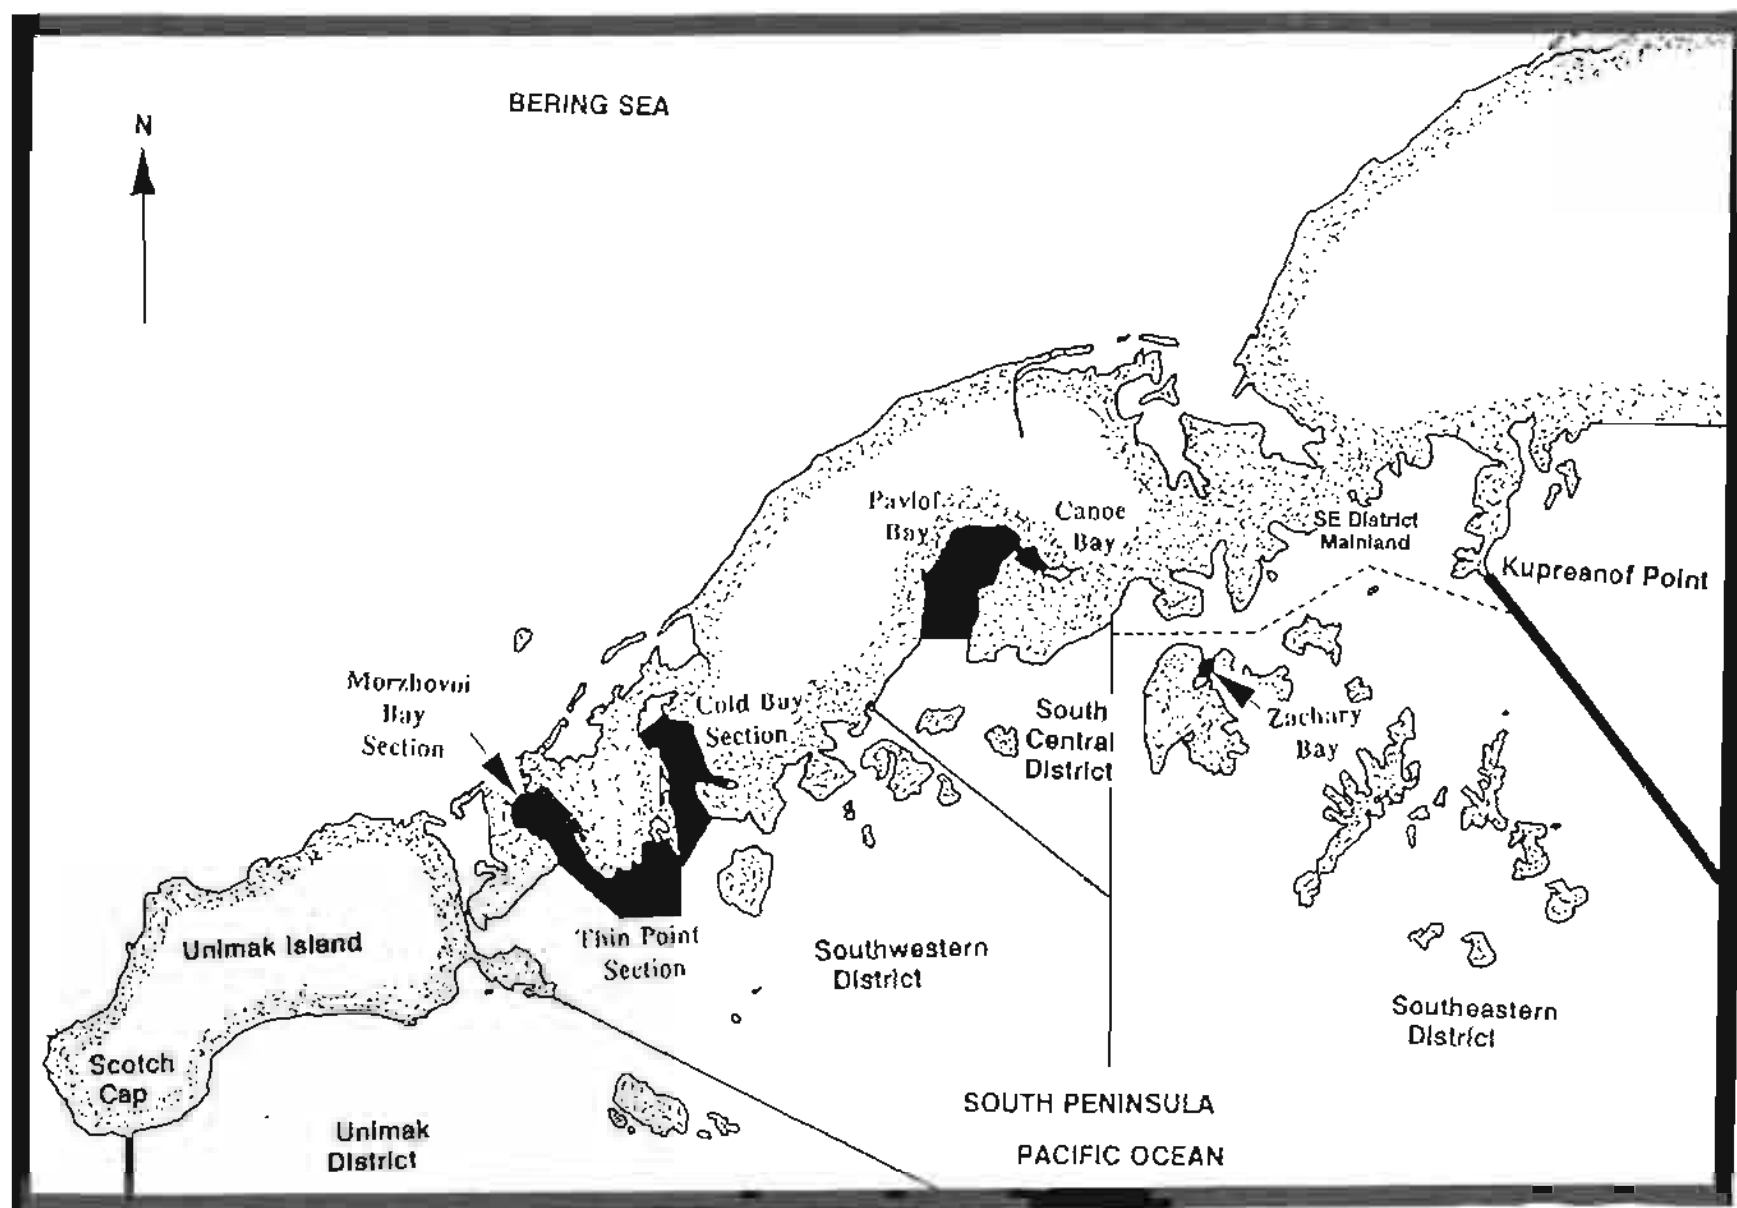 BERING SEA
N
Pavlof
Bay
Canoe
Bay
SE District
Mainland
Kupreanof Point
Morzhovoi
Bay
Section
Cold Bay
Section
South
Central
District
Zachary
Bay
Unimak Island
Thin Point
Section
Southwestern
District
Southeastern
District
Scotch
Cap
Unimak
District
SOUTH PENINSULA
PACIFIC OCEAN